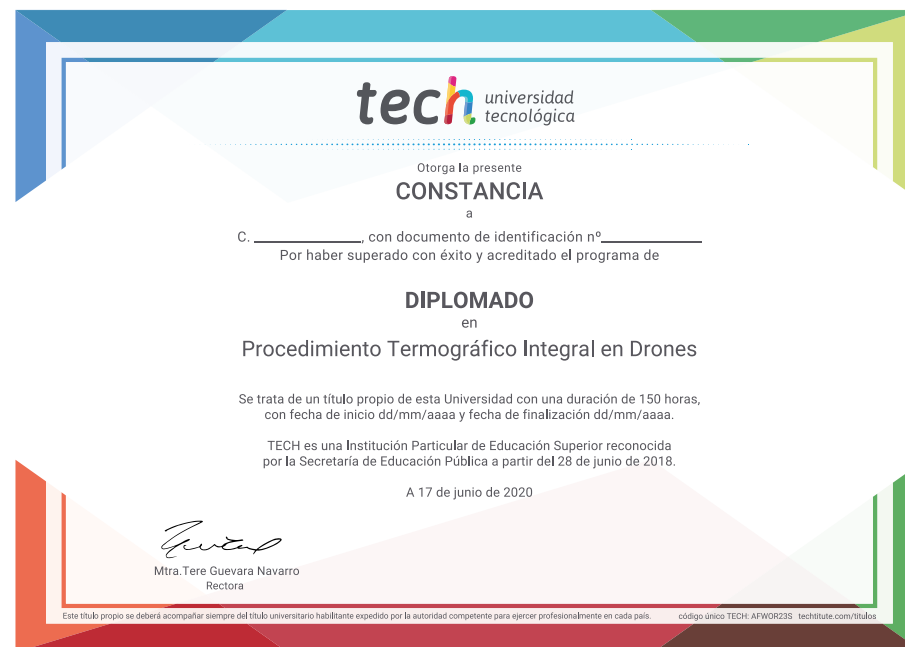 tech universidad
tecnológica
Otorga la presente
CONSTANCIA
a
C. ____________, con documento de identificación nº____________
Por haber superado con éxito y acreditado el programa de
DIPLOMADO
en
Procedimiento Termográfico Integral en Drones
Se trata de un título propio de esta Universidad con una duración de 150 horas,
con fecha de inicio dd/mm/aaaa y fecha de finalización dd/mm/aaaa.
TECH es una Institución Particular de Educación Superior reconocida
por la Secretaría de Educación Pública a partir del 28 de junio de 2018.
A 17 de junio de 2020
Mtra.Tere Guevara Navarro
Rectora
Este título propio se deberá acompañar siempre del título universitario habilitante expedido por la autoridad competente para ejercer profesionalmente en cada país. código único TECH: AFWOR23S techtitute.com/titulos